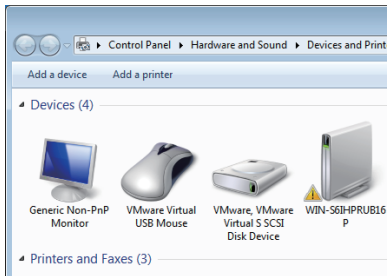 Control Panel ▸ Hardware and Sound ▸ Devices and Print
Add a device Add a printer
Devices (4)
Generic Non-PnP
Monitor
VMware Virtual
USB Mouse
VMware, VMware
Virtual S SCSI
Disk Device
WIN-S6IHPRUBI6
P
Printers and Faxes (3)